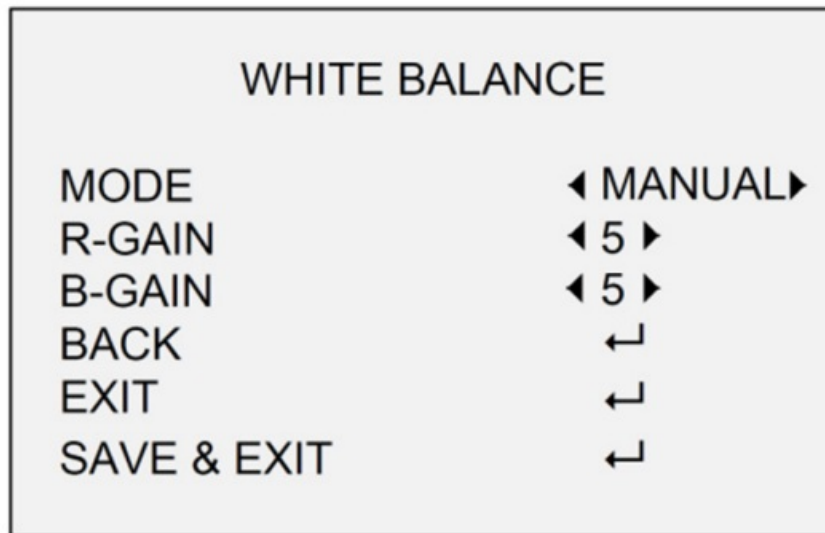 WHITE BALANCE
MODE ◀ MANUAL▶
R-GAIN ◀ 5 ▶
B-GAIN ◀ 5 ▶
BACK ↵
EXIT ↵
SAVE & EXIT ↵